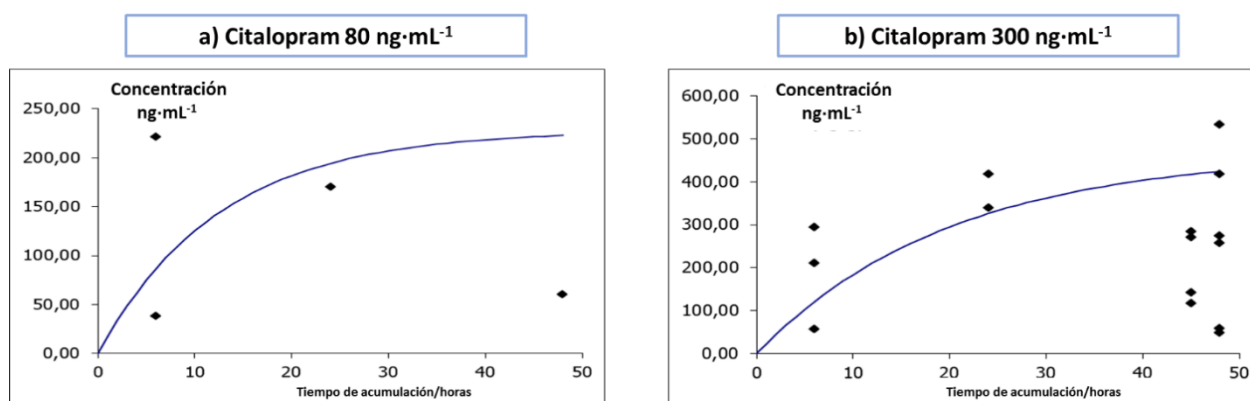 a) Citalopram 80 ng·mL⁻¹
Concentración
ng·mL⁻¹
250,00
200,00
150,00
100,00
50,00
0,00
0 10 20 30 40 50
Tiempo de acumulación/horas
b) Citalopram 300 ng·mL⁻¹
Concentración
ng·mL⁻¹
600,00
500,00
400,00
300,00
200,00
100,00
0,00
0 10 20 30 40 50
Tiempo de acumulación/horas